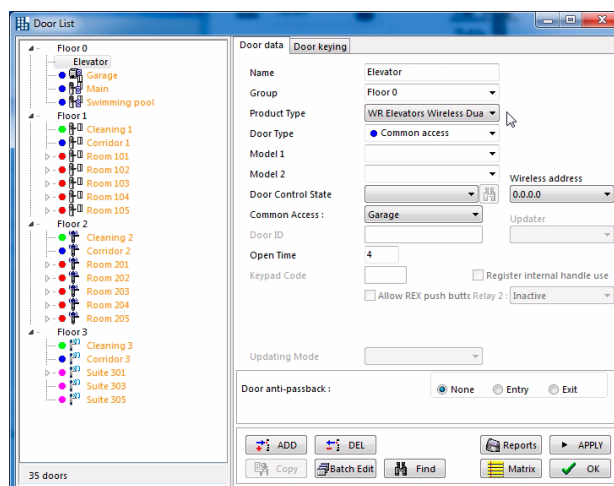 Door List
Floor 0
Elevator
Garage
Main
Swimming pool
Floor 1
Cleaning 1
Corridor 1
Room 101
Room 102
Room 103
Room 104
Room 105
Floor 2
Cleaning 2
Corridor 2
Room 201
Room 202
Room 203
Room 204
Room 205
Floor 3
Cleaning 3
Corridor 3
Suite 301
Suite 303
Suite 305
35 doors
Door data Door keying
Name Elevator
Group Floor 0
Product Type WR Elevators Wireless Dua
Door Type Common access
Model 1
Model 2
Wireless address
Door Control State 0.0.0.0
Common Access : Garage Updater
Door ID
Open Time 4
Keypad Code Register internal handle use
Allow REX push buttc Relay 2 : Inactive
Updating Mode
Door anti-passback : None Entry Exit
ADD DEL Reports APPLY
Copy Batch Edit Find Matrix OK